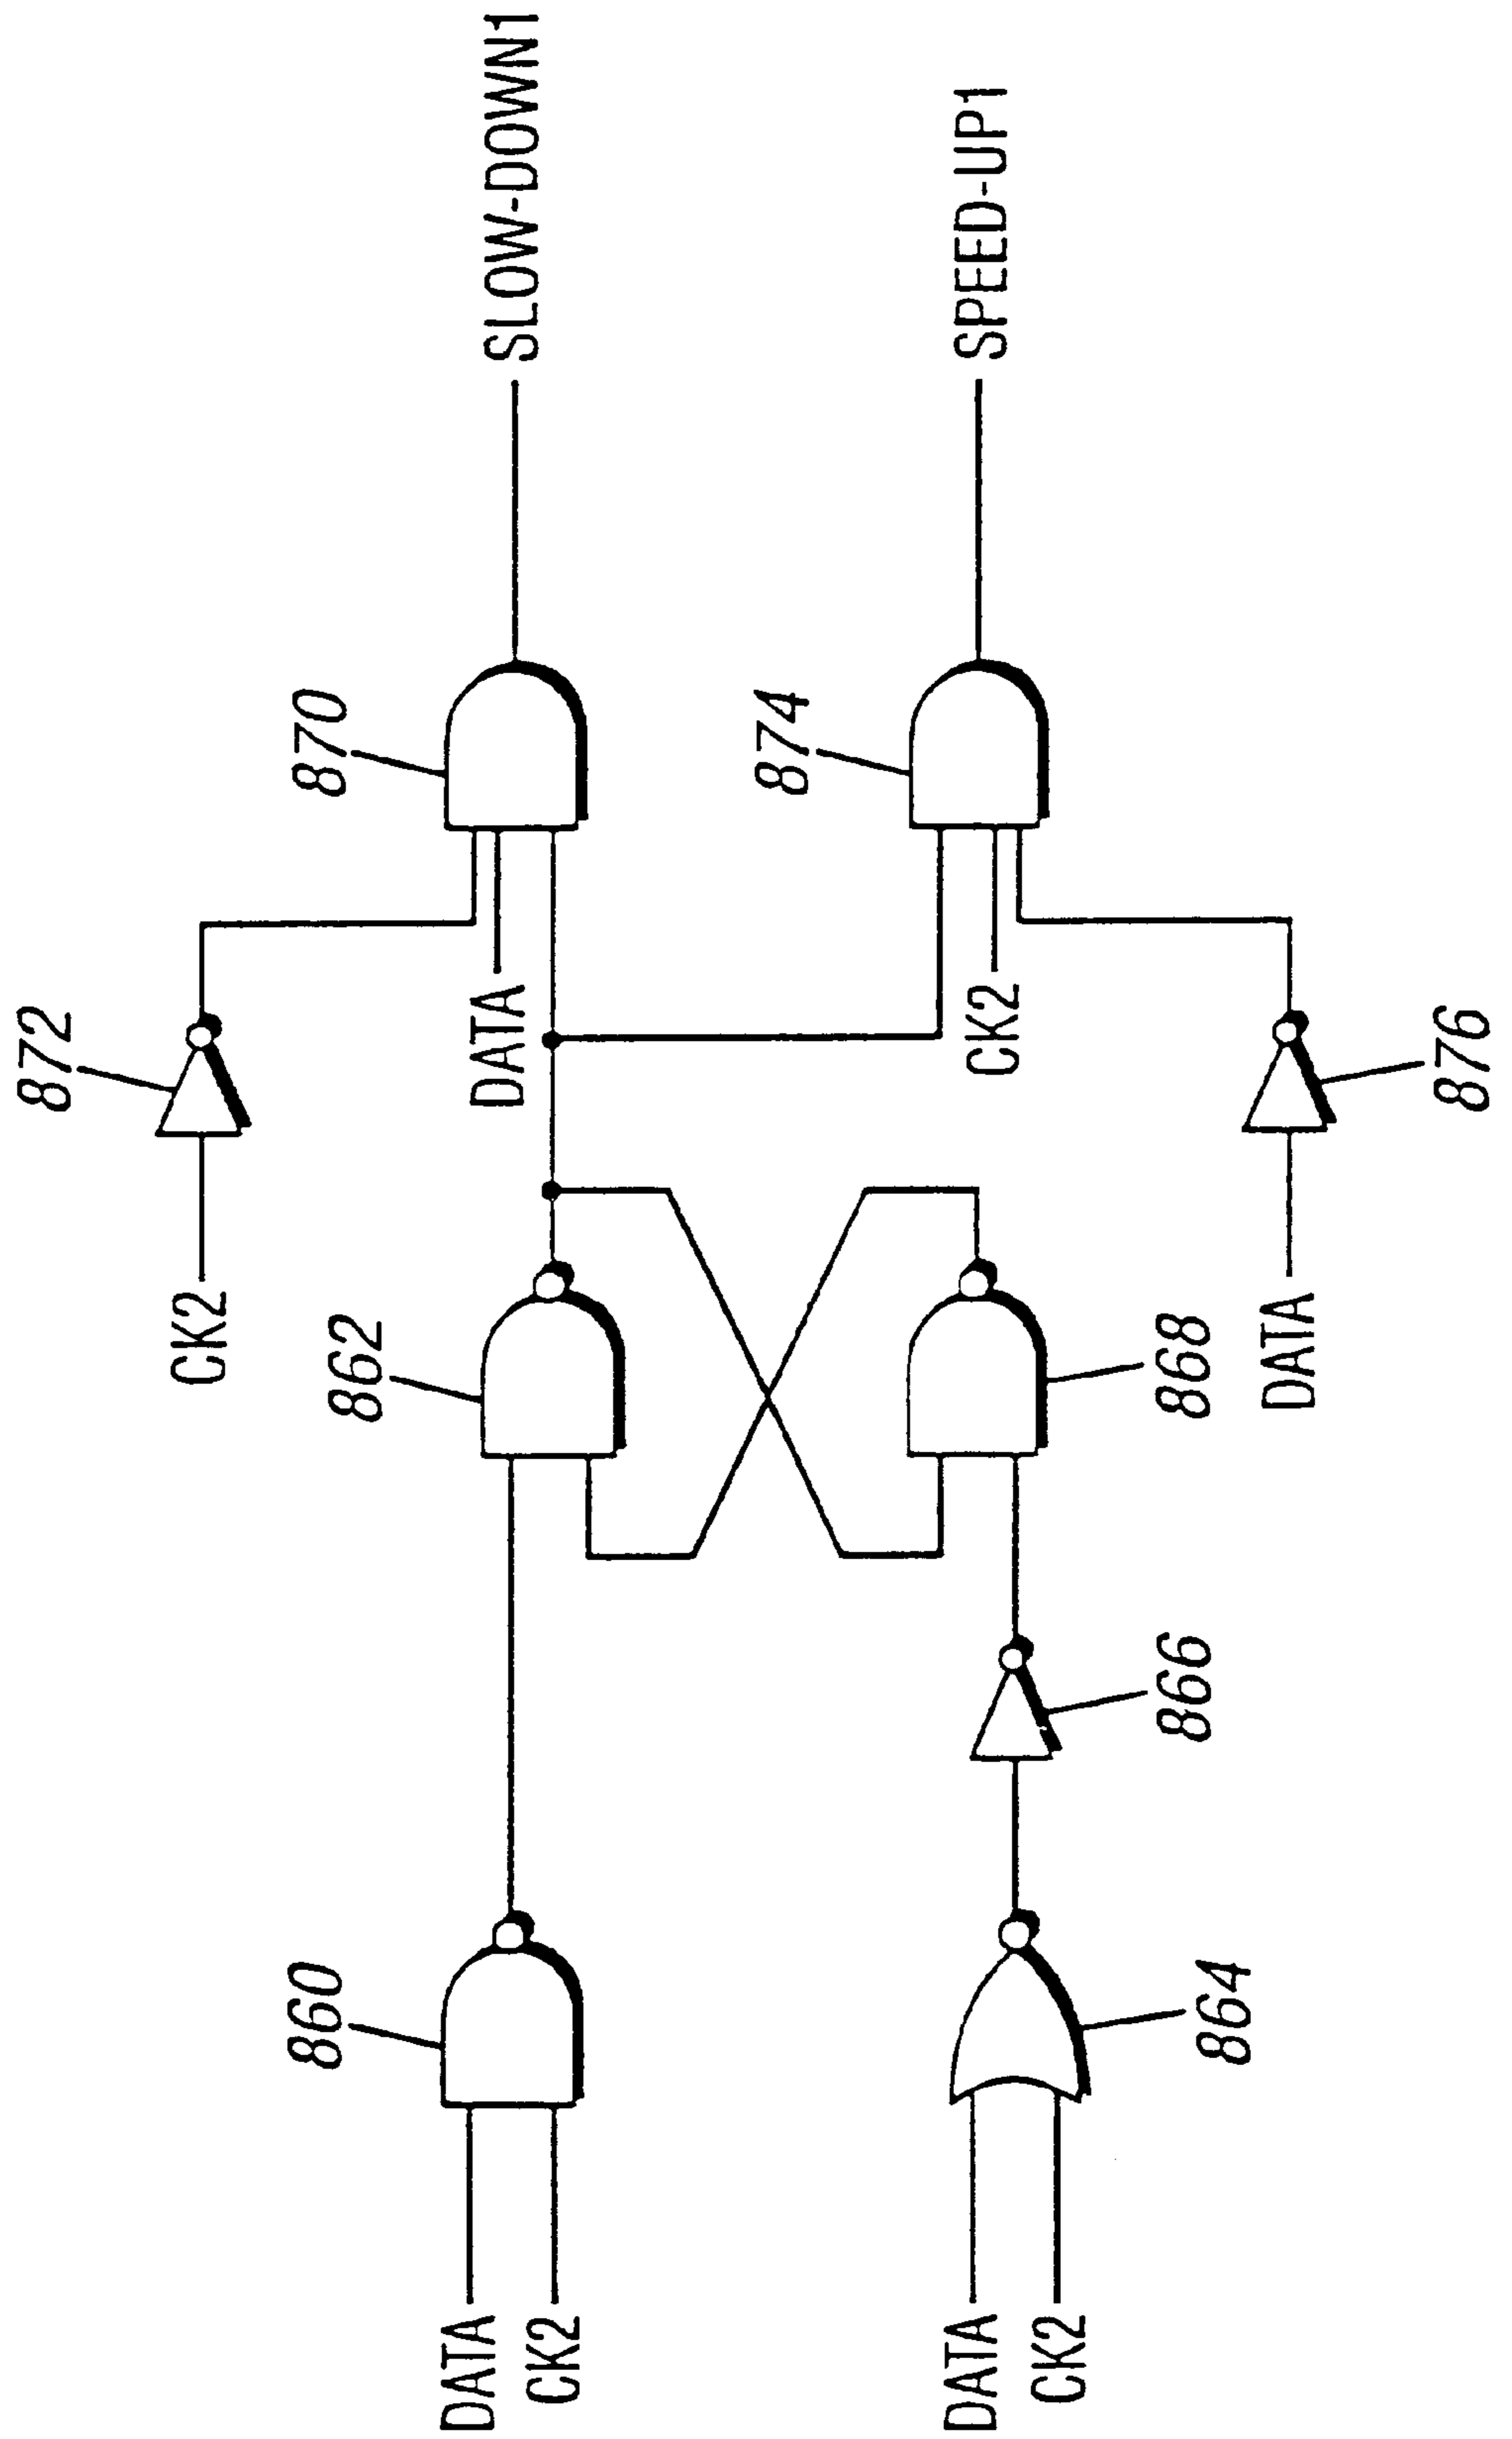 872
CK2
870
SLOW-DOWN1
DATA
862
860
DATA
CK2
874
SPEED-UP1
CK2
868
866
864
DATA
CK2
DATA
876